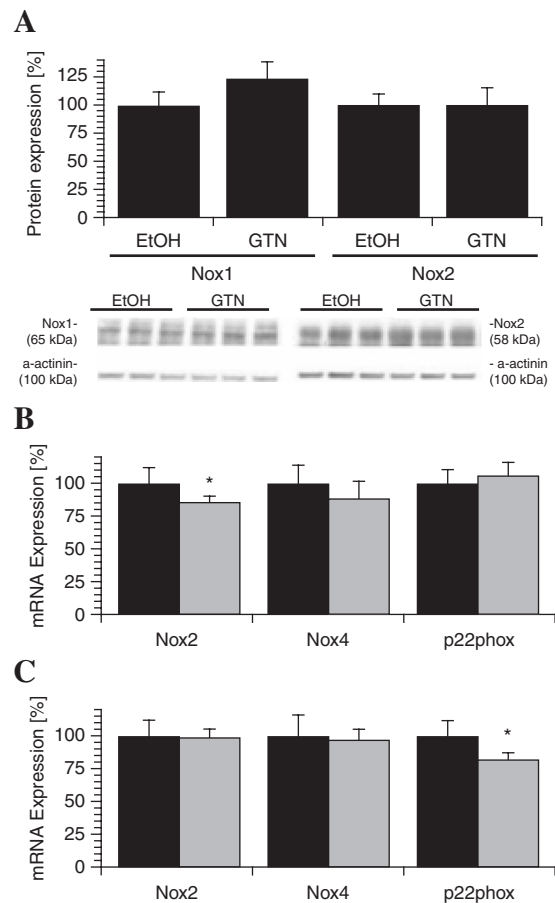 A
Protein expression [%]
125
100
75
50
25
0
EtOH GTN EtOH GTN
Nox1 Nox2
EtOH GTN EtOH GTN
Nox1-
(65 kDa)
-Nox2
(58 kDa)
a-actinin-
(100 kDa)
- a-actinin
(100 kDa)
B
mRNA Expression [%]
100
75
50
25
0
*
Nox2 Nox4 p22phox
C
mRNA Expression [%]
100
75
50
25
0
*
Nox2 Nox4 p22phox